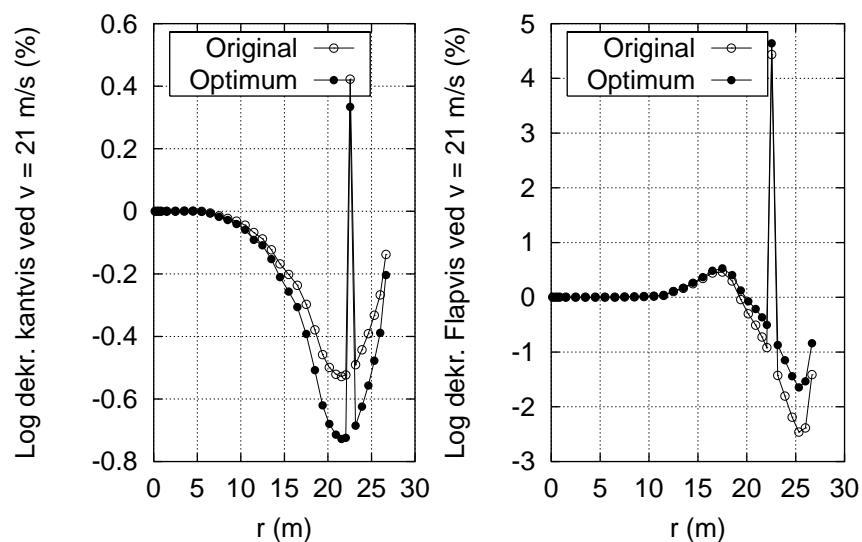 Log dekr. kantvis ved v = 21 m/s (%)
0.6
0.4
0.2
0
-0.2
-0.4
-0.6
-0.8
Original
Optimum
0 5 10 15 20 25 30
r (m)
Log dekr. Flapvis ved v = 21 m/s (%)
5
4
3
2
1
0
-1
-2
-3
Original
Optimum
0 5 10 15 20 25 30
r (m)